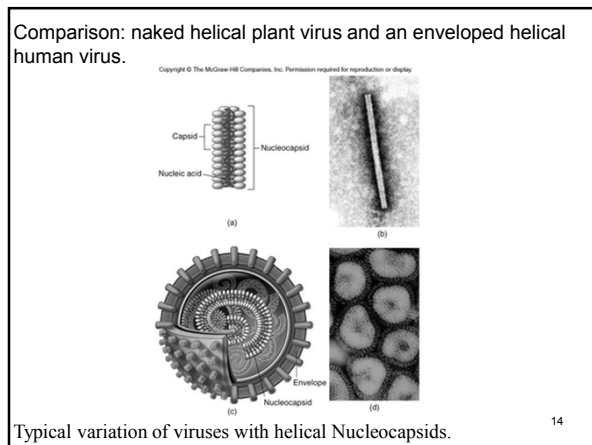 Comparison: naked helical plant virus and an enveloped helical
human virus.
Copyright © The McGraw-Hill Companies, Inc. Permission required for reproduction or display.
Capsid
Nucleocapsid
Nucleic acid
(a)
(b)
Envelope
Nucleocapsid
(c)
(d)
Typical variation of viruses with helical Nucleocapsids.
14